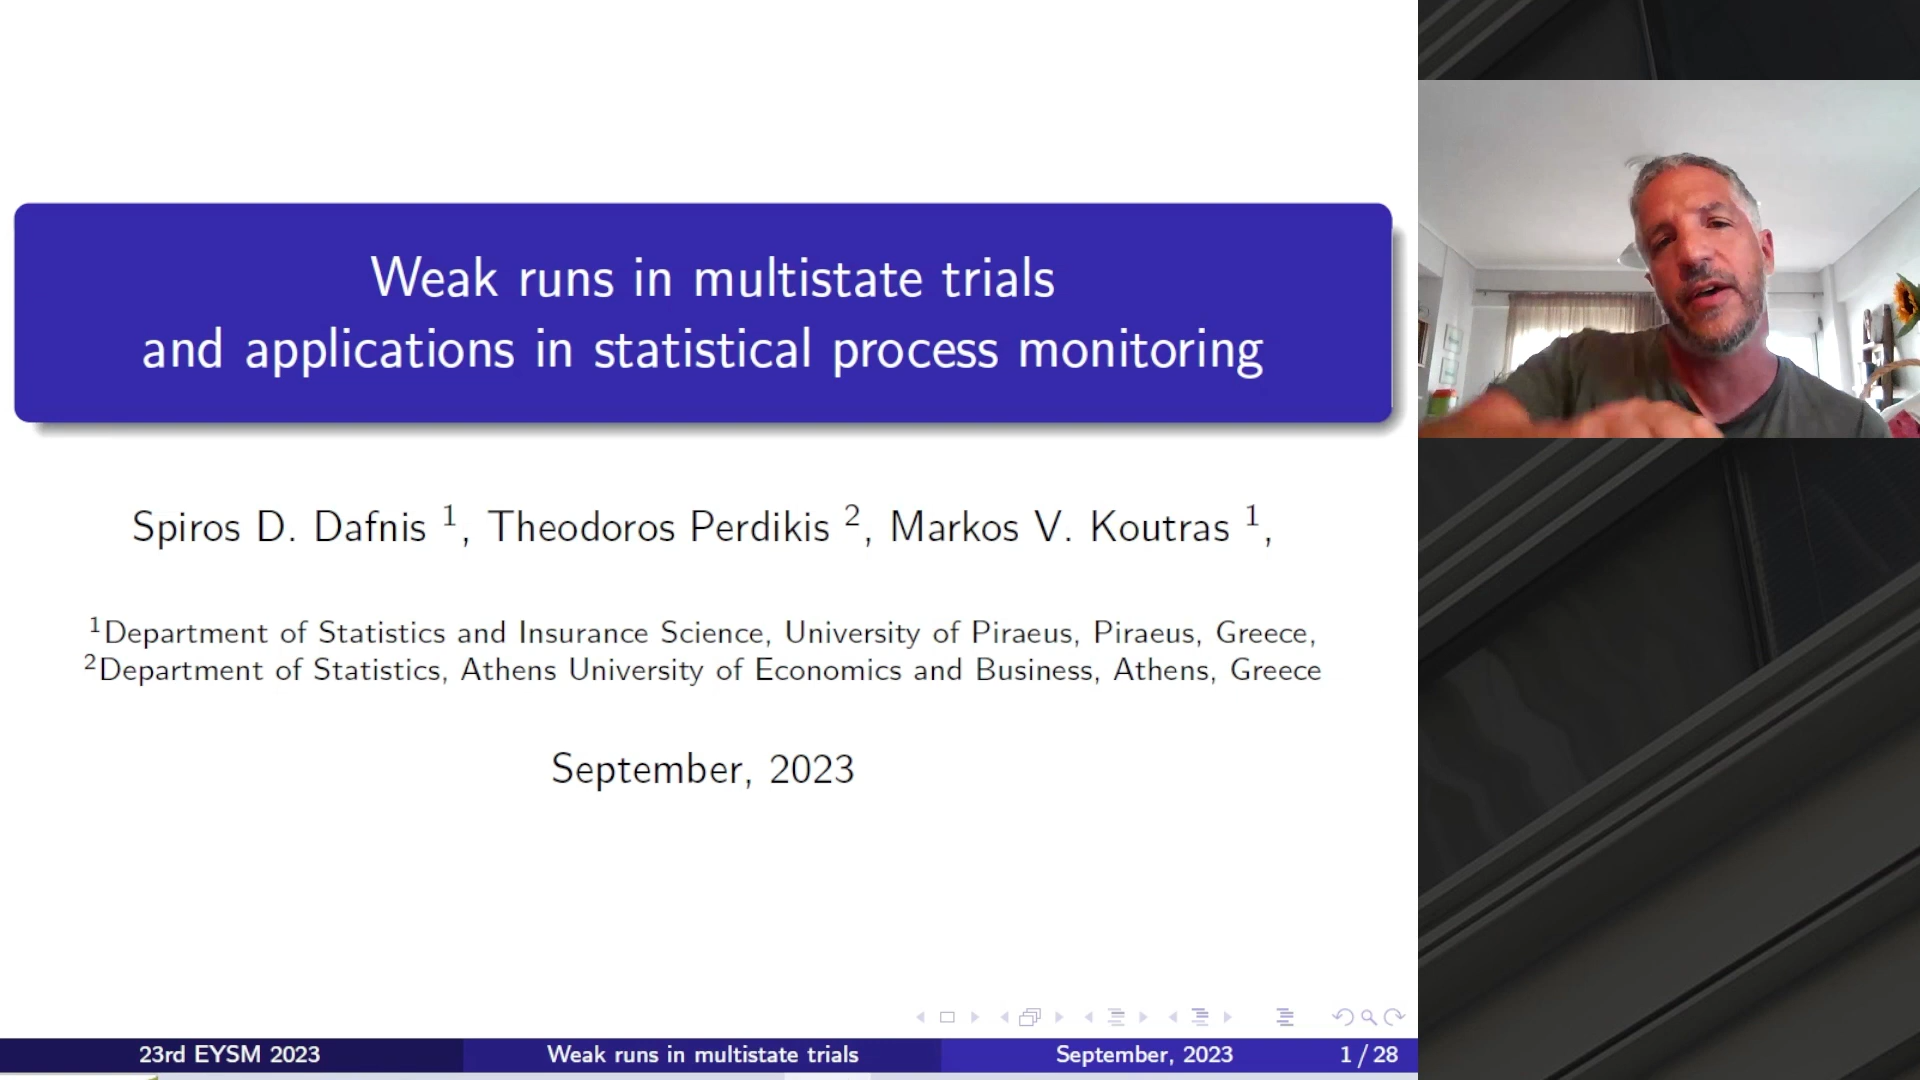 Weak runs in multistate trials
and applications in statistical process monitoring
Spiros D. Dafnis 1, Theodoros Perdikis 2, Markos V. Koutras 1,
1Department of Statistics and Insurance Science, University of Piraeus, Piraeus, Greece,
2Department of Statistics, Athens University of Economics and Business, Athens, Greece
September, 2023
23rd EYSM 2023 Weak runs in multistate trials September, 2023 1 / 28